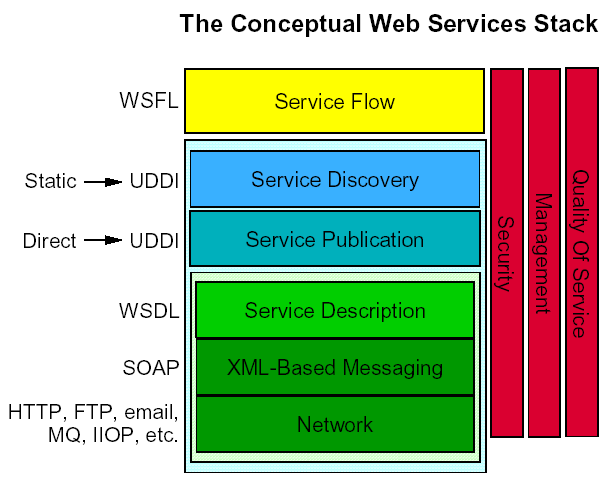 The Conceptual Web Services Stack
WSFL
Service Flow
Static
UDDI
Service Discovery
Direct
UDDI
Service Publication
WSDL
Service Description
SOAP
XML-Based Messaging
HTTP, FTP, email,
MQ, IIOP, etc.
Network
Security
Management
Quality Of Service